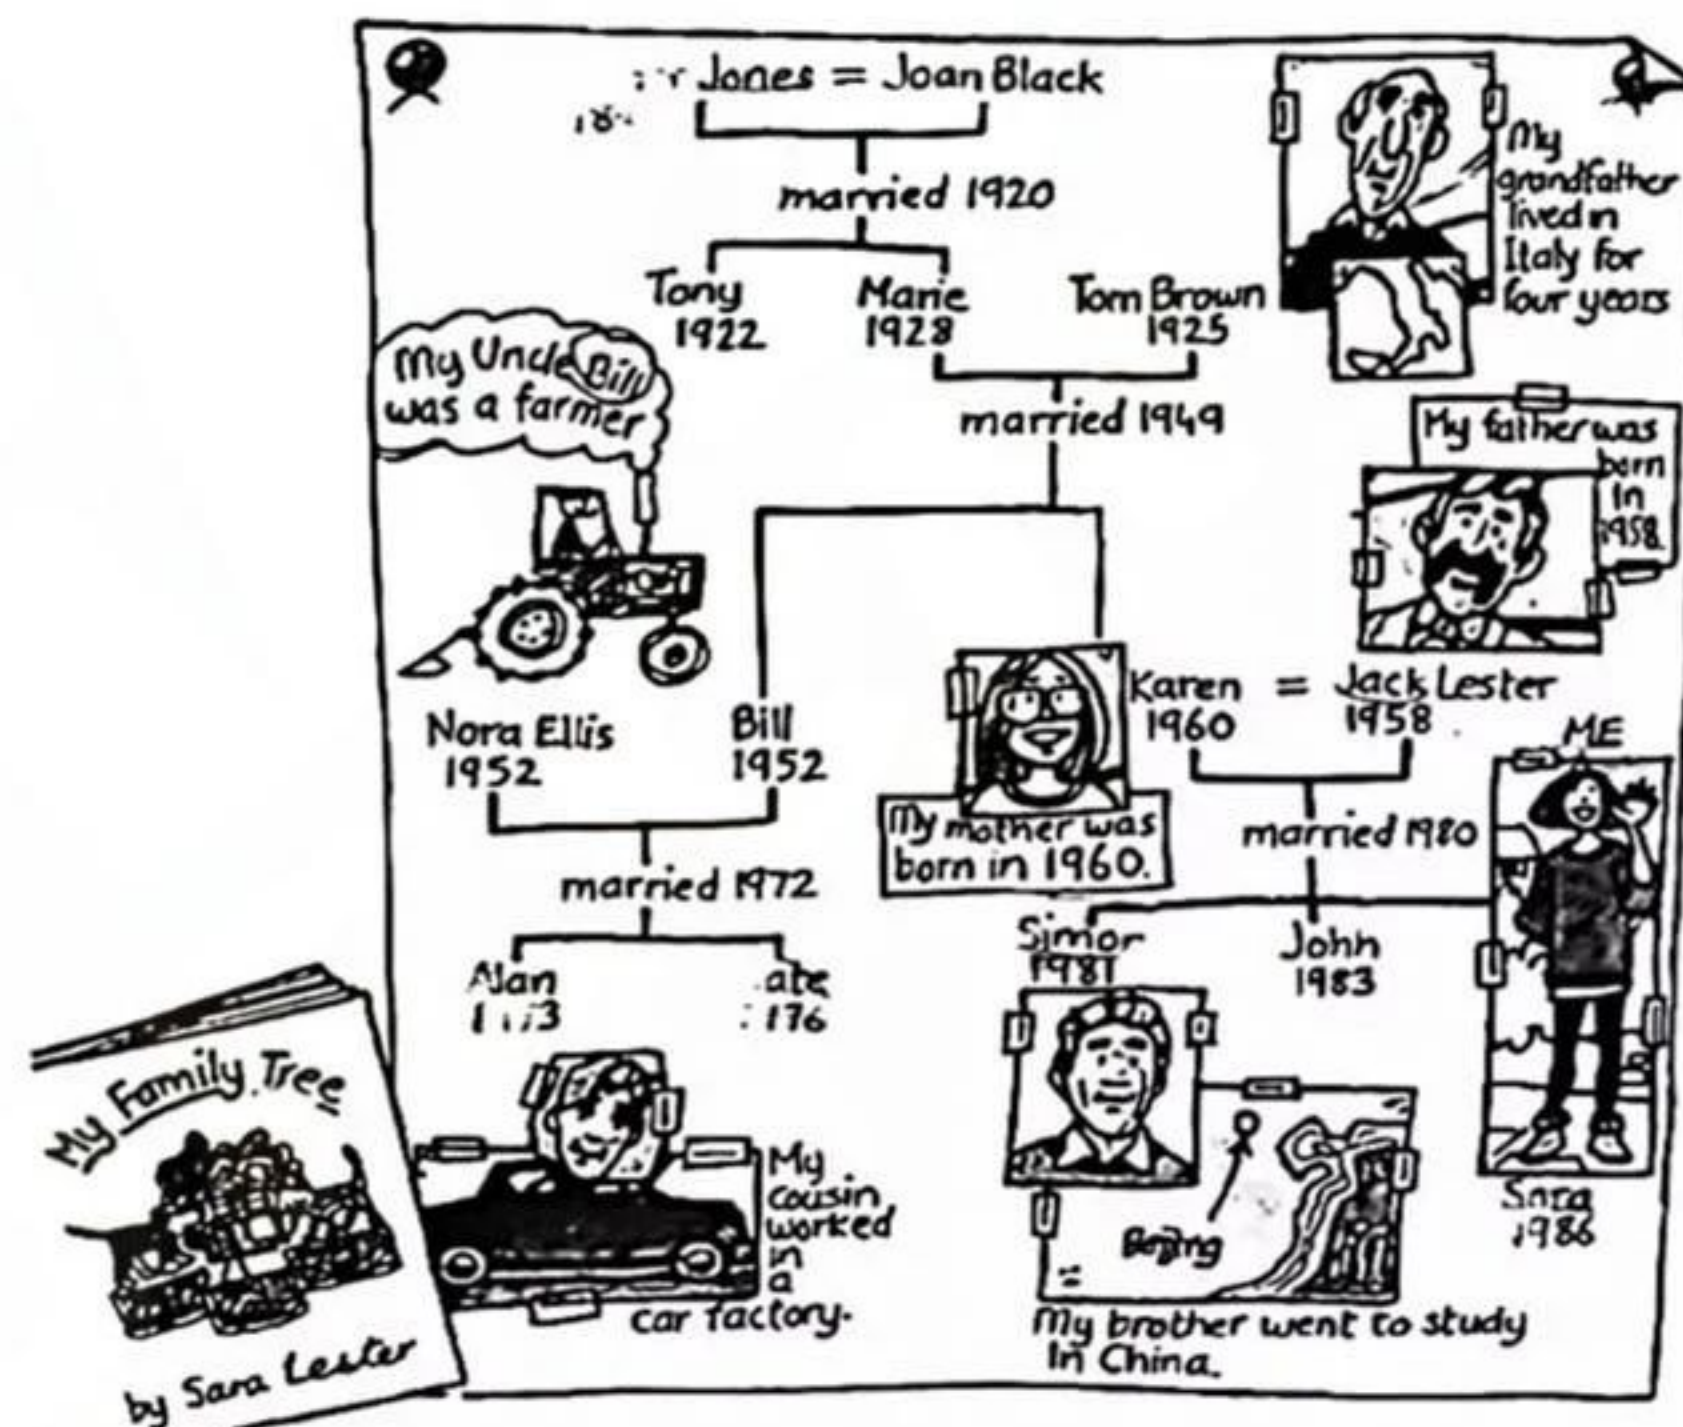 Jones = Joan Black
married 1920
My
grandfather
lived in
Italy for
four years
Tony
1922
Marie
1928
Tom Brown
1925
My Uncle Bill
was a farmer
married 1949
My father was
born
in
1958
Karen = Jack Lester
1960
1958
Nora Ellis
1952
Bill
1952
ME
My mother was
born in 1960.
married 1980
married 1972
Simor
1981
John
1983
Alan
My Family Tree
by Sara Lester
My
cousin
worked
in
a
car factory.
Beijing
My brother went to study
In China.
Sara
1986